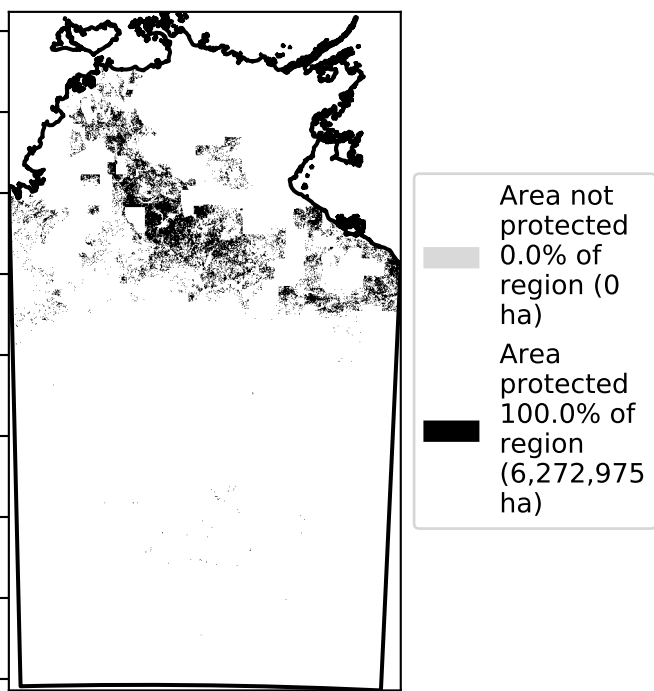 Area not
protected
0.0% of
region (0
ha)
Area
protected
100.0% of
region
(6,272,975
ha)